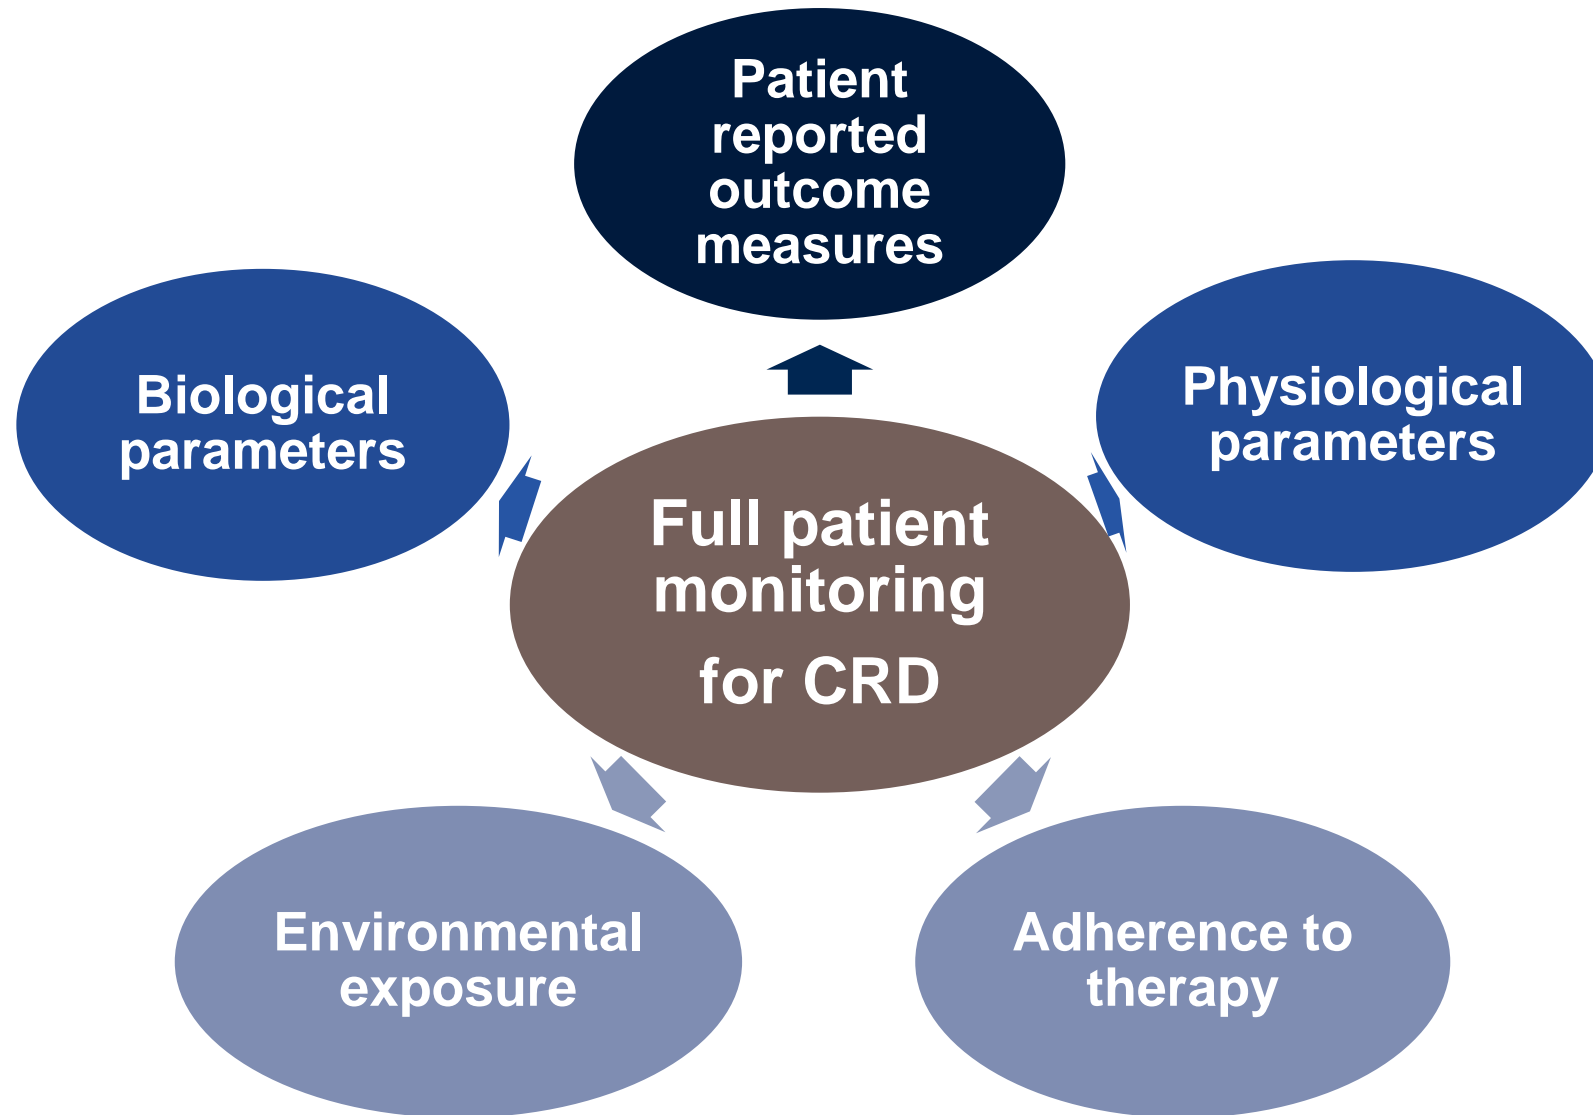 Patient
reported
outcome
measures
Biological
parameters
Physiological
parameters
Full patient
monitoring
for CRD
Environmental
exposure
Adherence to
therapy